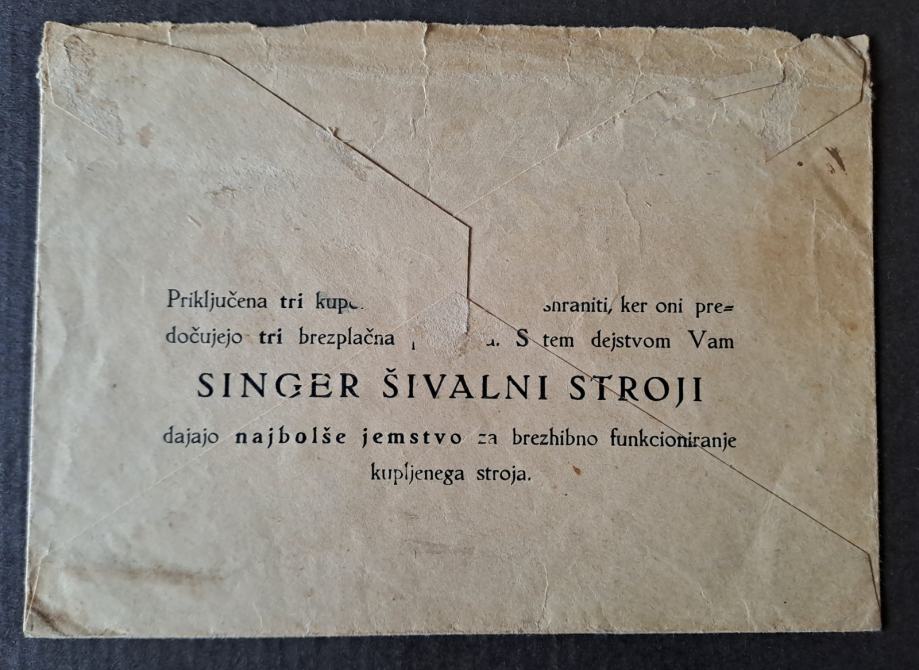 Priključena tri shraniti, ker oni pre=
dočujejo tri brezplačna S tem dejstvom Vam
SINGER ŠIVALNI STROJI
dajajo najbolše jemstvo za brezhibno funkcioniranje
kupljenega stroja.